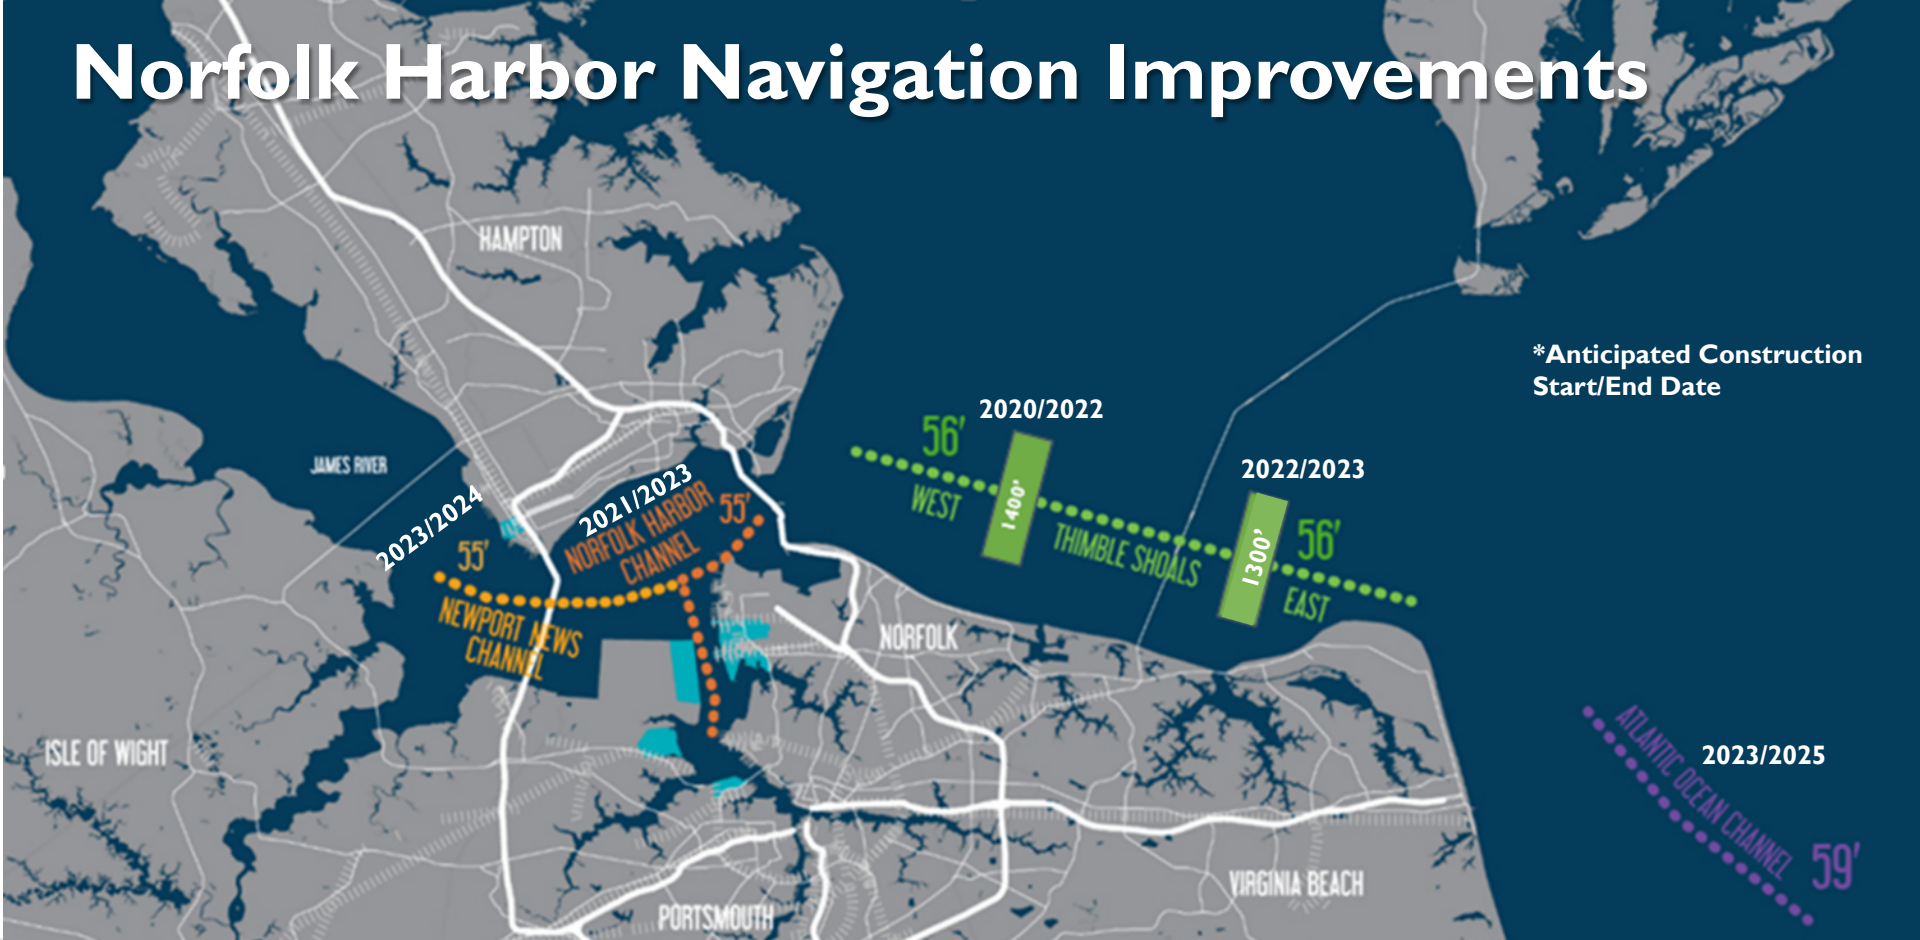 Norfolk Harbor Navigation Improvements
HAMPTON
*Anticipated Construction
Start/End Date
2020/2022
56'
WEST
1400'
THIMBLE SHOALS
2022/2023
1300'
56'
EAST
JAMES RIVER
2023/2024
55'
NEWPORT NEWS
CHANNEL
2021/2023
NORFOLK HARBOR
CHANNEL
55'
NORFOLK
ISLE OF WIGHT
ATLANTIC OCEAN CHANNEL
2023/2025
59'
VIRGINIA BEACH
PORTSMOUTH